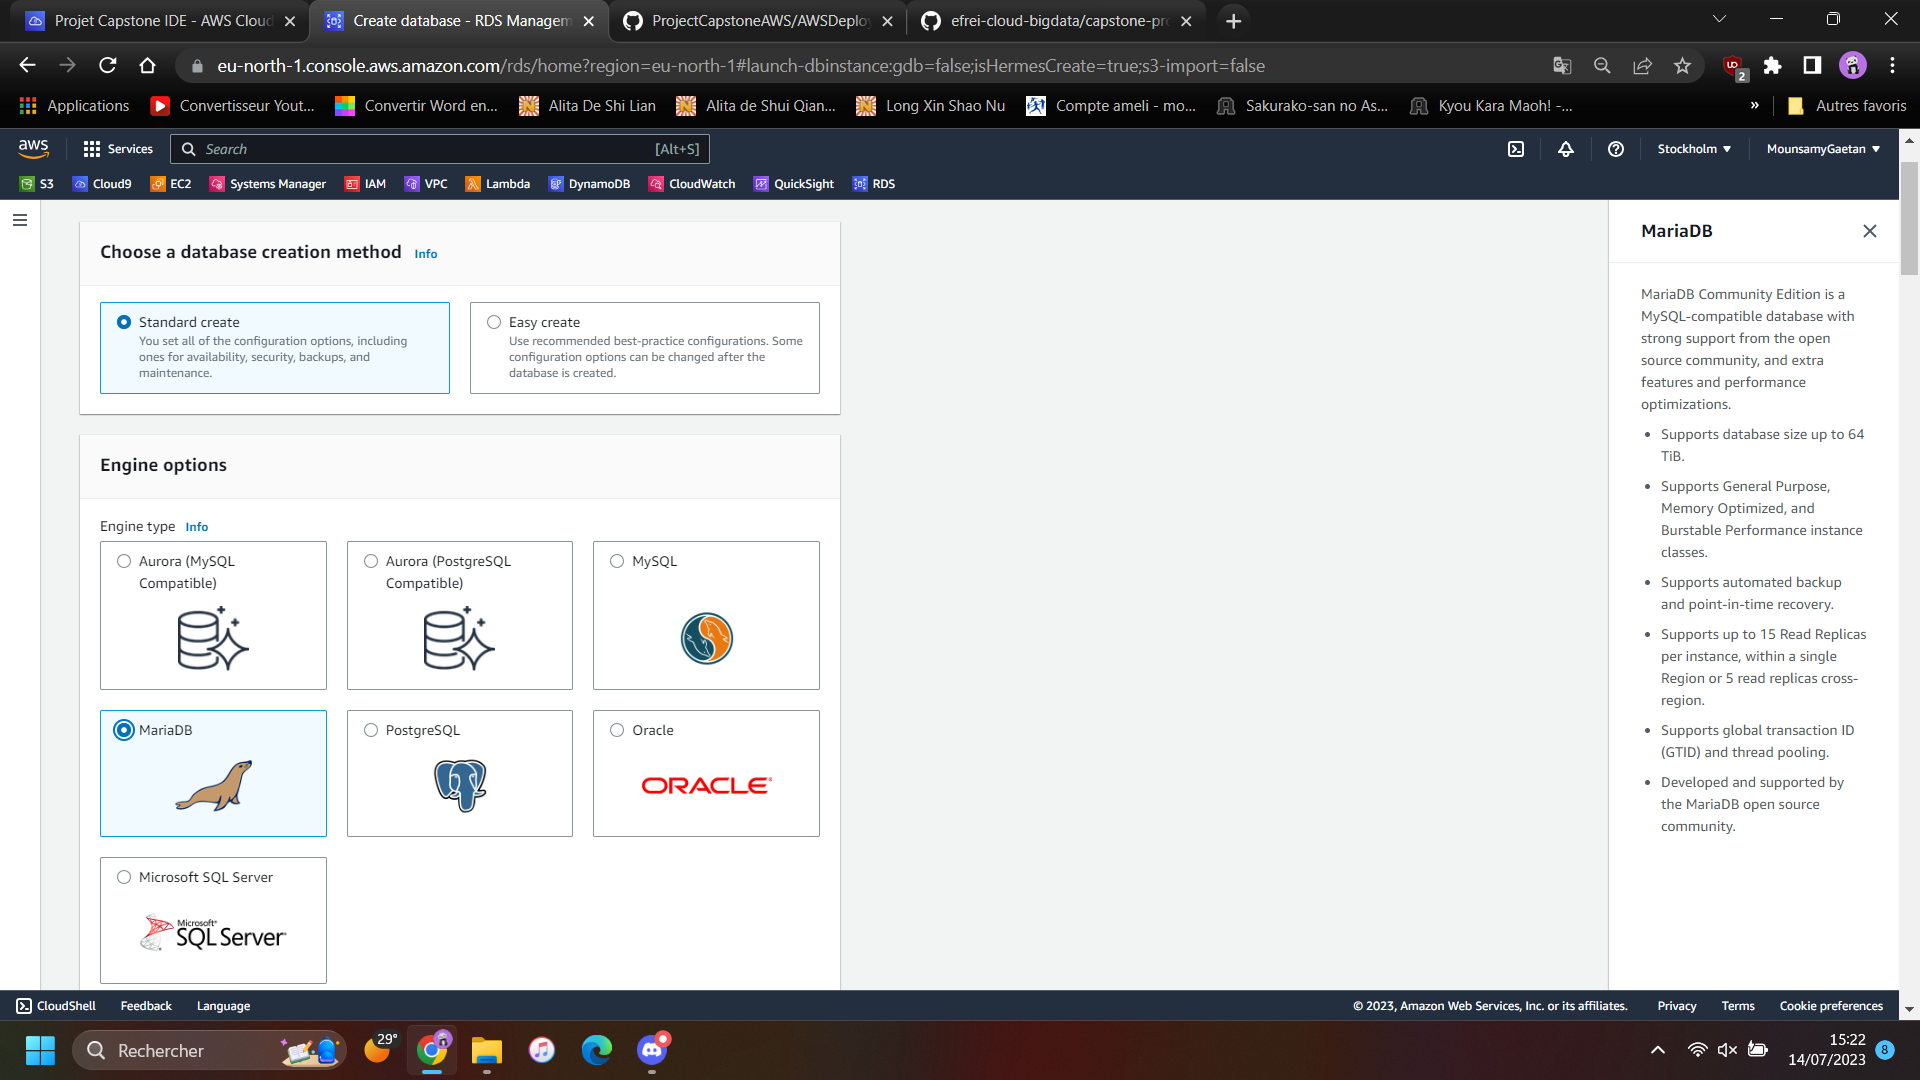 Projet Capstone IDE - AWS Cloud
Create database - RDS Managem
ProjectCapstoneAWS/AWSDeploy
efrei-cloud-bigdata/capstone-pro
eu-north-1.console.aws.amazon.com/rds/home?region=eu-north-1#launch-dbinstance:gdb=false;isHermesCreate=true;s3-import=false
2
Applications
Convertisseur Yout...
Convertir Word en...
Alita De Shi Lian
Alita de Shui Qian...
Long Xin Shao Nu
Compte ameli - mo...
Sakurako-san no As...
Kyou Kara Maoh! -...
»
Autres favoris
aws
Services
Search
[Alt+S]
Stockholm
MounsamyGaetan
S3
Cloud9
EC2
Systems Manager
IAM
VPC
Lambda
DynamoDB
CloudWatch
QuickSight
RDS
Choose a database creation method Info
Standard create
You set all of the configuration options, including
ones for availability, security, backups, and
maintenance.
Easy create
Use recommended best-practice configurations. Some
configuration options can be changed after the
database is created.
Engine options
Engine type Info
Aurora (MySQL
Compatible)
Aurora (PostgreSQL
Compatible)
MySQL
MariaDB
PostgreSQL
Oracle
ORACLE
Microsoft SQL Server
Microsoft
SQL Server
MariaDB
MariaDB Community Edition is a
MySQL-compatible database with
strong support from the open
source community, and extra
features and performance
optimizations.
• Supports database size up to 64
TiB.
• Supports General Purpose,
Memory Optimized, and
Burstable Performance instance
classes.
• Supports automated backup
and point-in-time recovery.
• Supports up to 15 Read Replicas
per instance, within a single
Region or 5 read replicas cross-
region.
• Supports global transaction ID
(GTID) and thread pooling.
• Developed and supported by
the MariaDB open source
community.
CloudShell
Feedback
Language
© 2023, Amazon Web Services, Inc. or its affiliates.
Privacy
Terms
Cookie preferences
Rechercher
29°
15:22
14/07/2023
8